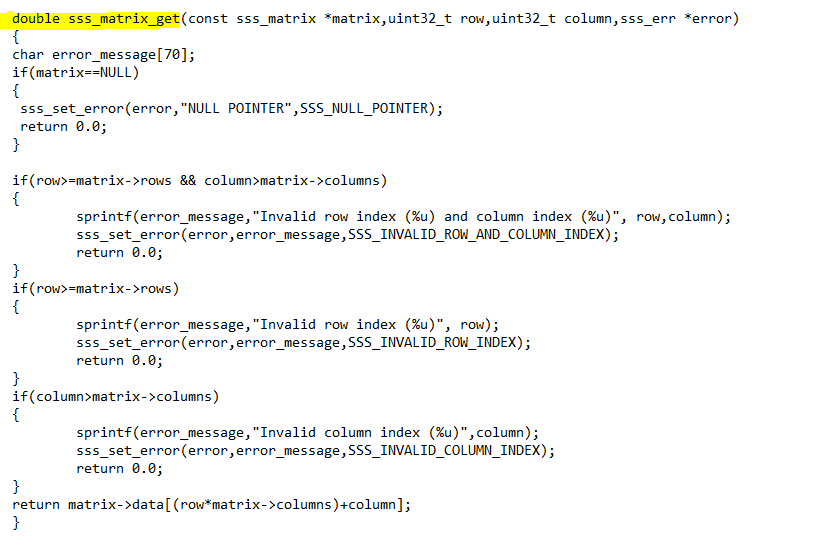 double sss_matrix_get(const sss_matrix *matrix,uint32_t row,uint32_t column,sss_err *error)
{
char error_message[70];
if(matrix==NULL)
{
 sss_set_error(error,"NULL POINTER",SSS_NULL_POINTER);
 return 0.0;
}

if(row>=matrix->rows && column>matrix->columns)
{
        sprintf(error_message,"Invalid row index (%u) and column index (%u)", row,column);
        sss_set_error(error,error_message,SSS_INVALID_ROW_AND_COLUMN_INDEX);
        return 0.0;
}
if(row>=matrix->rows)
{
        sprintf(error_message,"Invalid row index (%u)", row);
        sss_set_error(error,error_message,SSS_INVALID_ROW_INDEX);
        return 0.0;
}
if(column>matrix->columns)
{
        sprintf(error_message,"Invalid column index (%u)",column);
        sss_set_error(error,error_message,SSS_INVALID_COLUMN_INDEX);
        return 0.0;
}
return matrix->data[(row*matrix->columns)+column];
}